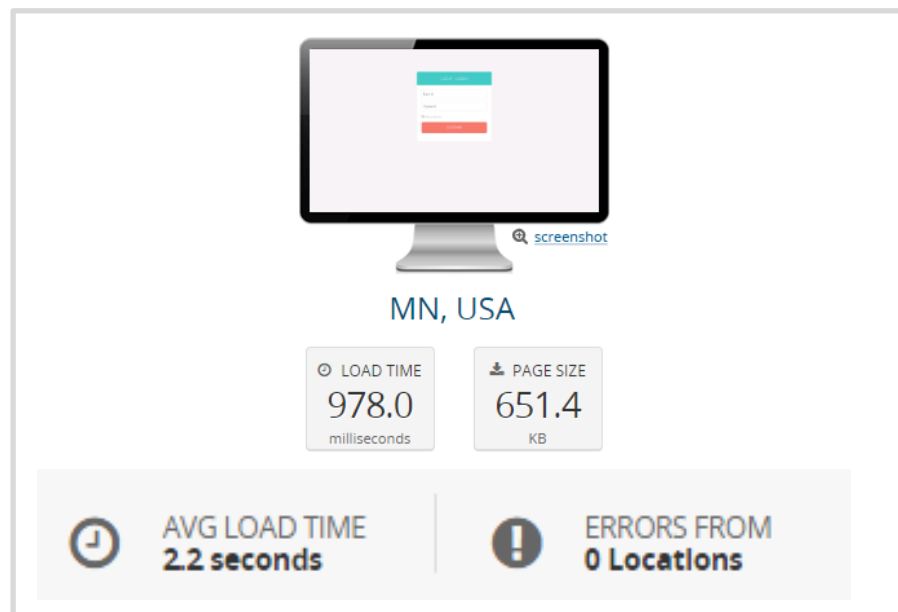 screenshot
MN, USA
LOAD TIME
978.0
milliseconds
PAGE SIZE
651.4
KB
AVG LOAD TIME
2.2 seconds
ERRORS FROM
0 Locations